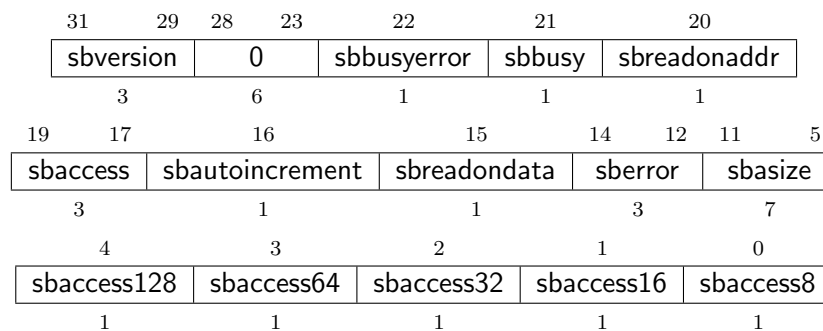 31 29 28 23 22 21 20
sbversion 0 sbbusyerror sbbusy sbreadonaddr
3 6 1 1 1
19 17 16 15 14 12 11 5
sbaccess sbautoincrement sbreadondata sberror sbasize
3 1 1 3 7
4 3 2 1 0
sbaccess128 sbaccess64 sbaccess32 sbaccess16 sbaccess8
1 1 1 1 1